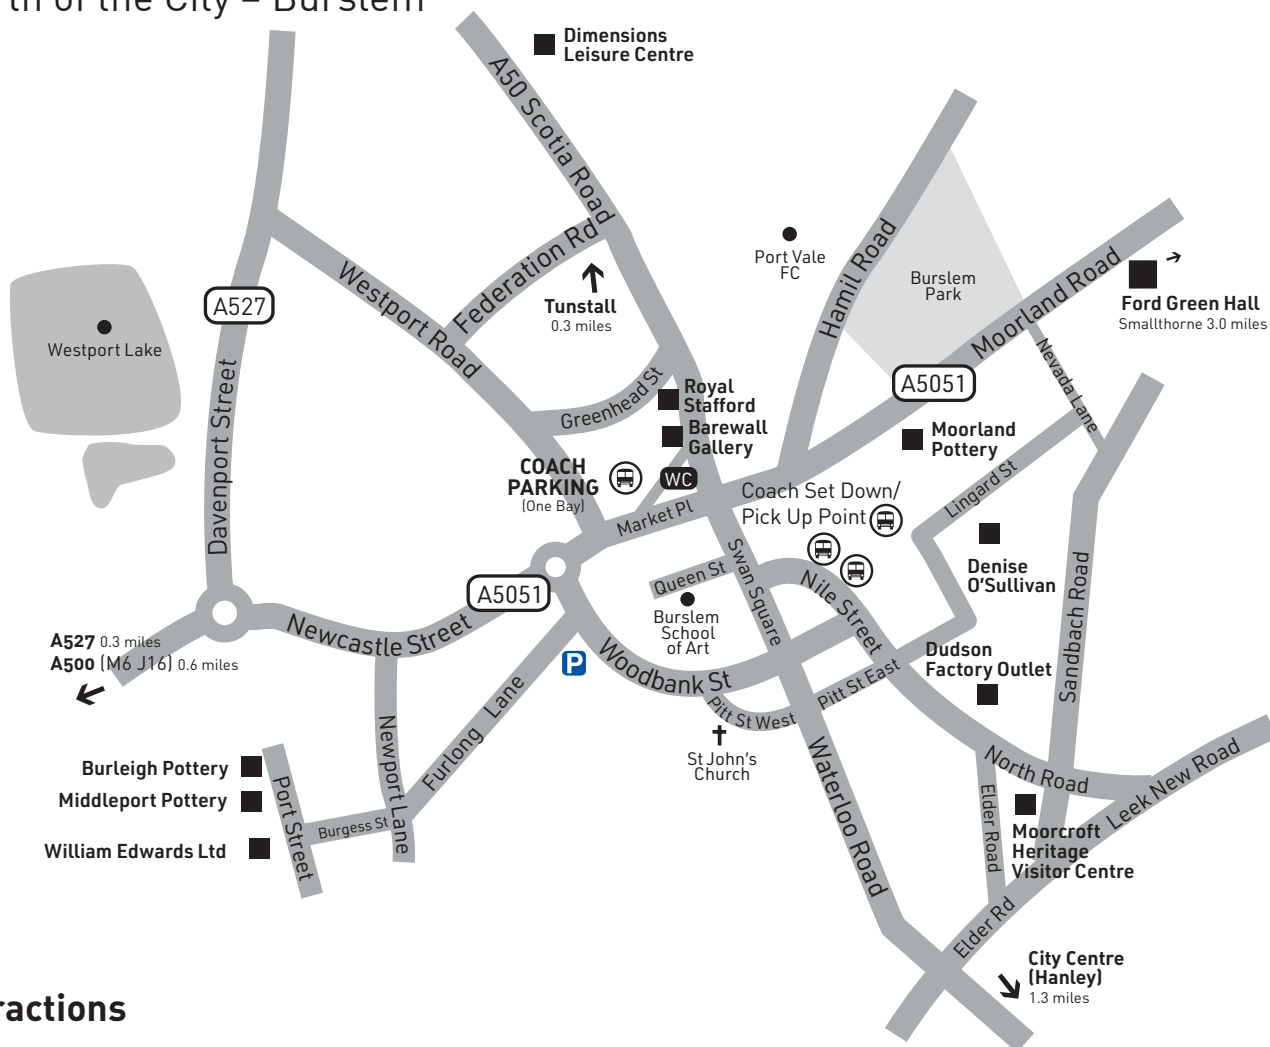 th of the City – Burslem
Dimensions
Leisure Centre
A50 Scotia Road
Federation Rd
Westport Road
Tunstall
0.3 miles
Port Vale
FC
Hamil Road
Burslem
Park
Moorland Road
Ford Green Hall
Smallthorne 3.0 miles
A527
Westport Lake
Davenport Street
Greenhead St
Royal
Stafford
Barewall
Gallery
A5051
Nevada Lane
Moorland
Pottery
COACH
PARKING
(One Bay)
WC
Market Pl
Coach Set Down/
Pick Up Point
Lingard St
Denise
O'Sullivan
Swan Square
Queen St
Nile Street
Burslem
School
of Art
A5051
Newcastle Street
A527 0.3 miles
A500 (M6 J16) 0.6 miles
P
Woodbank St
Pitt St West
Pitt St East
Dudson
Factory Outlet
Sandbach Road
St John's
Church
Newport Lane
Furlong Lane
Burleigh Pottery
Middleport Pottery
William Edwards Ltd
Port Street
Burgess St
Waterloo Road
North Road
Leek New Road
Elder Road
Moorcroft
Heritage
Visitor Centre
Elder Rd
City Centre
(Hanley)
1.3 miles
ractions